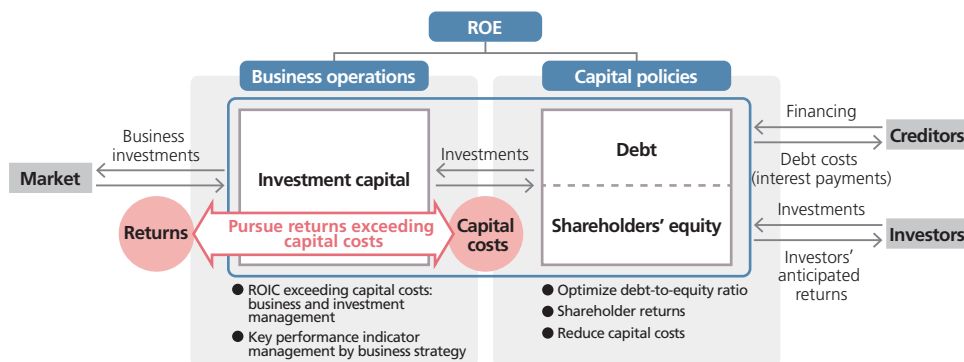 ROE
Business operations
Capital policies
Market
Business
investments
Investment capital
Investments
Debt
Shareholders' equity
Financing
Creditors
Debt costs
(interest payments)
Investments
Investors
Investors'
anticipated
returns
Returns
Pursue returns exceeding
capital costs
Capital
costs
● ROIC exceeding capital costs:
business and investment
management
● Key performance indicator
management by business strategy
● Optimize debt-to-equity ratio
● Shareholder returns
● Reduce capital costs